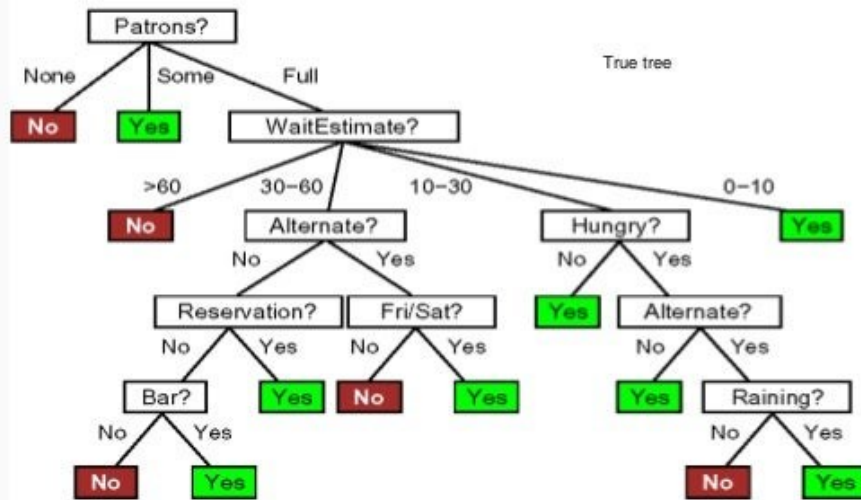 Patrons?
True tree
None Some Full
No Yes WaitEstimate?
>60 30−60 10−30 0−10
No Alternate? Hungry? Yes
No Yes No Yes
Reservation? Fri/Sat? Yes Alternate?
No Yes No Yes No Yes
Bar? Yes No Yes Yes Raining?
No Yes No Yes
No Yes No Yes